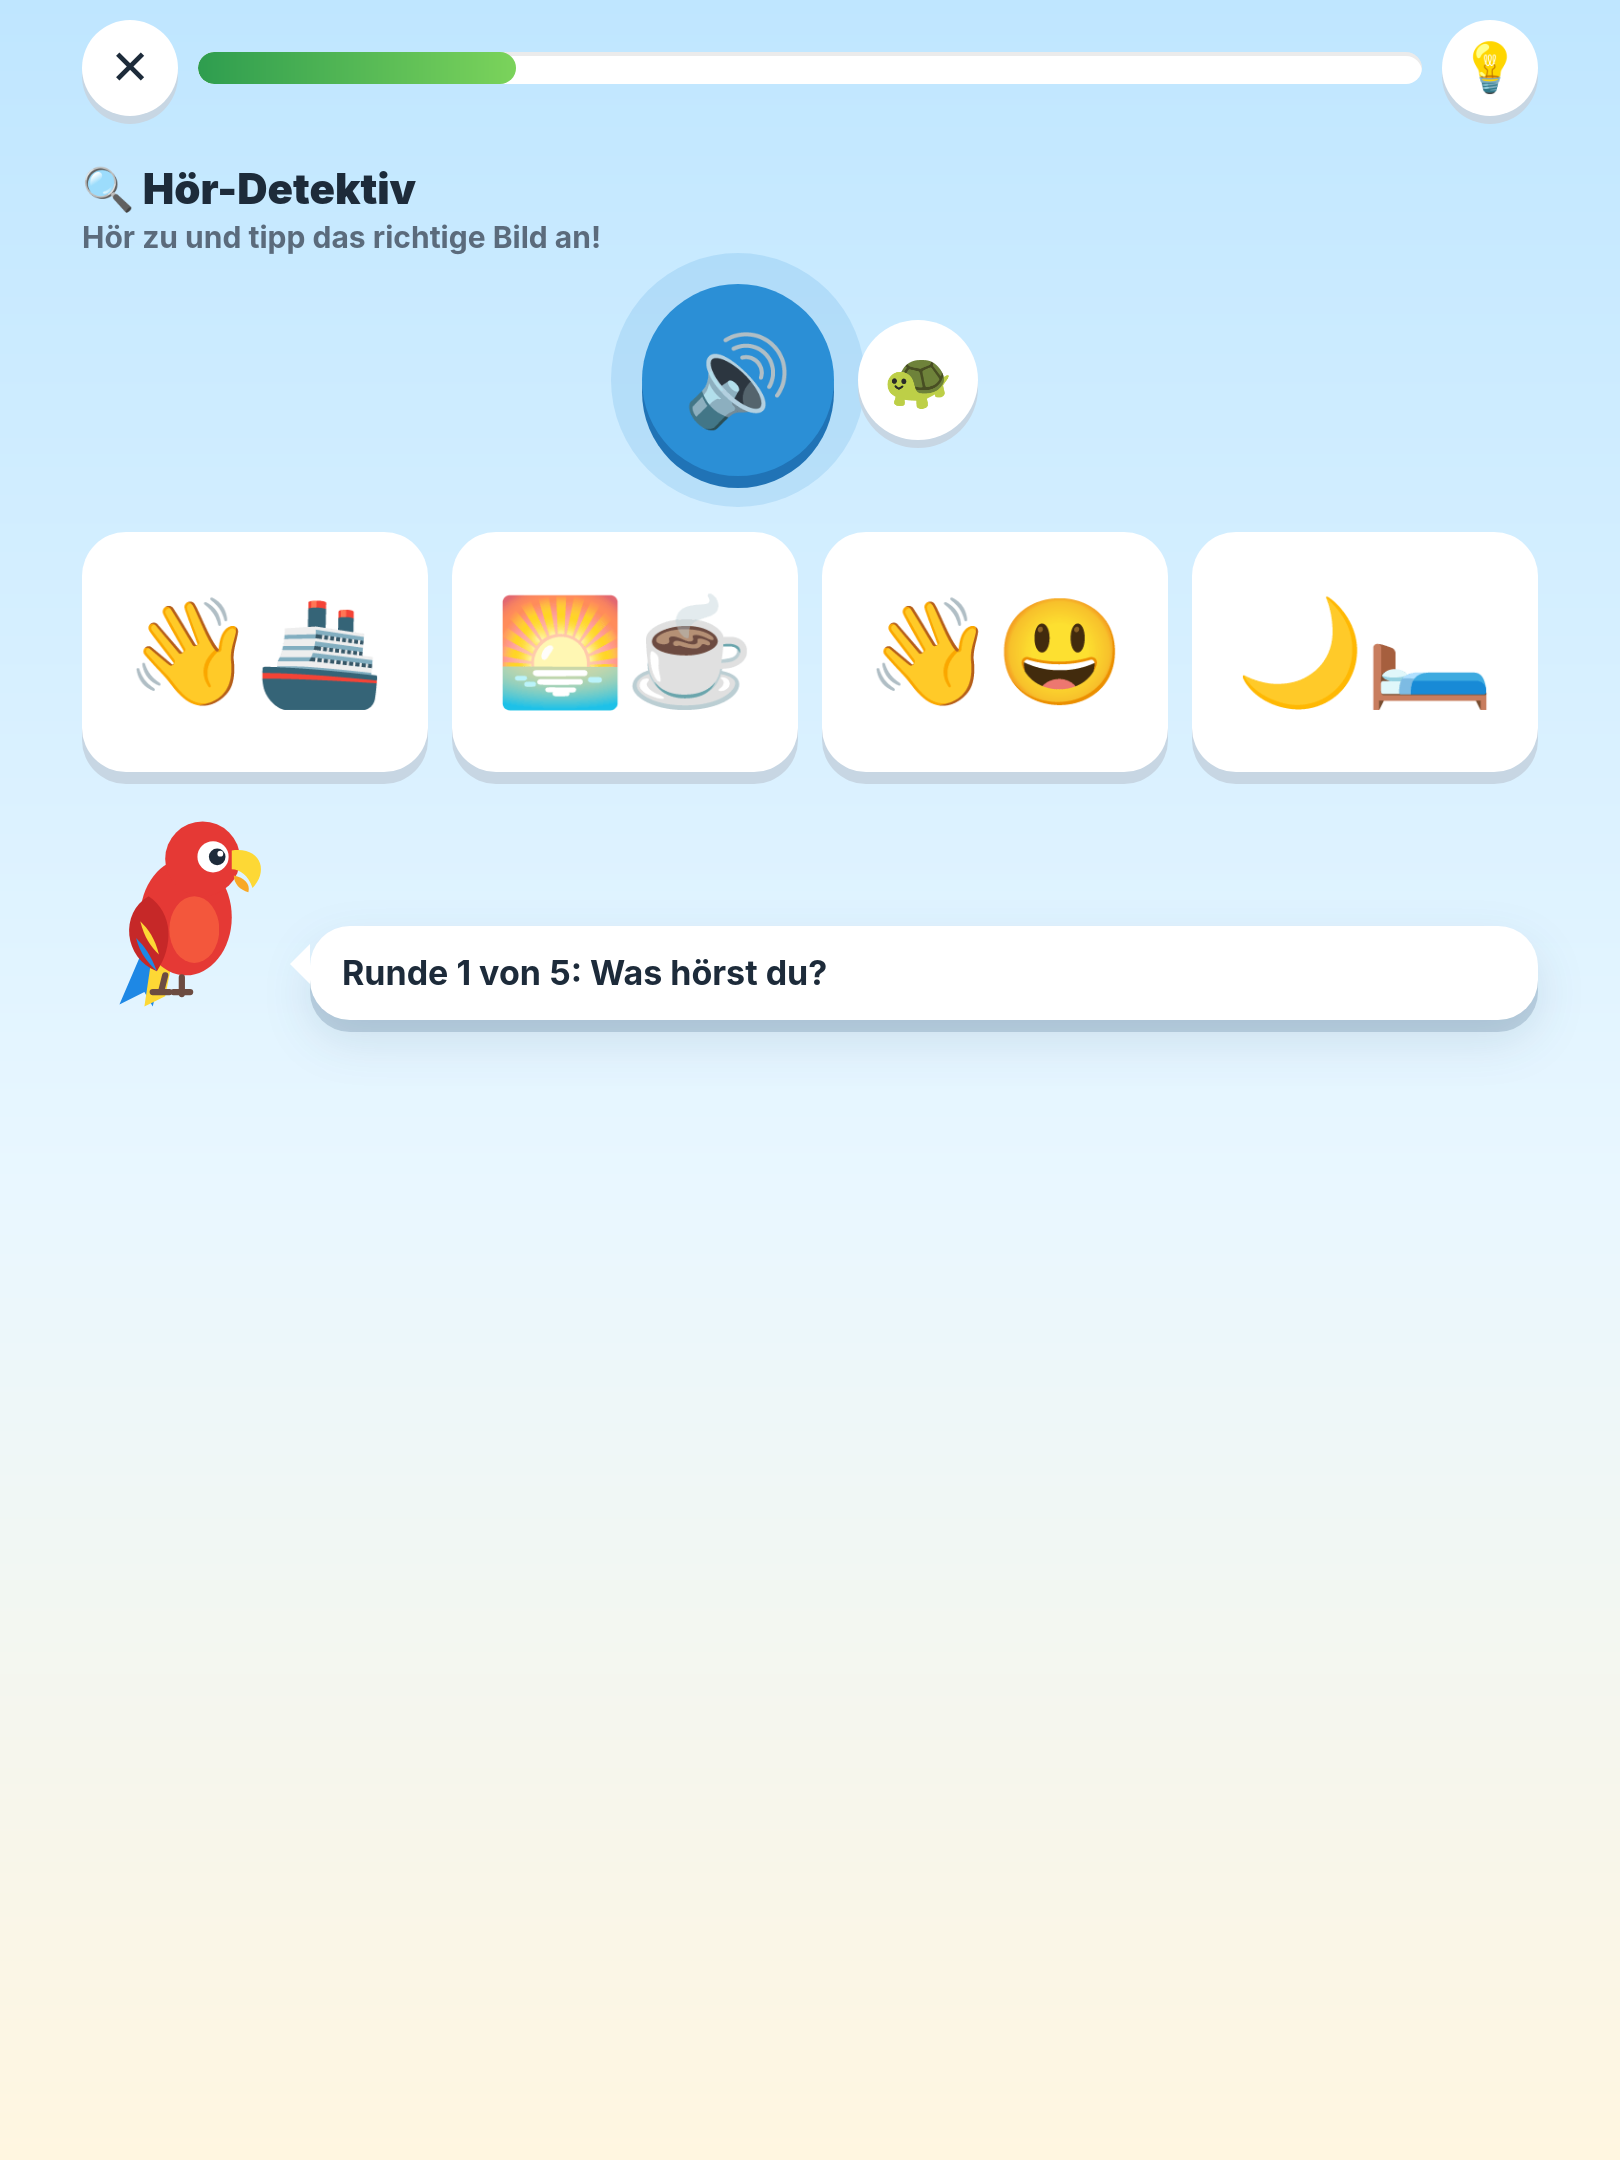 Hör-Detektiv
Hör zu und tipp das richtige Bild an!
Runde 1 von 5: Was hörst du?